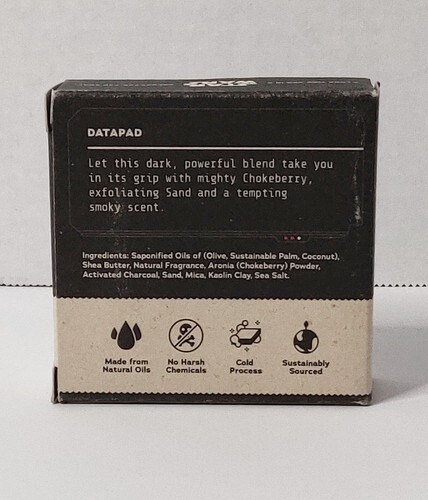 DATAPAD
Let this dark, powerful blend take you
in its grip with mighty Chokeberry,
exfoliating Sand and a tempting
smoky scent.
Ingredients: Saponified Oils of (Olive, Sustainable Palm, Coconut),
Shea Butter, Natural Fragrance, Aronia (Chokeberry) Powder,
Activated Charcoal, Sand, Mica, Kaolin Clay, Sea Salt.
Made from
Natural Oils
No Harsh
Chemicals
Cold
Process
Sustainably
Sourced